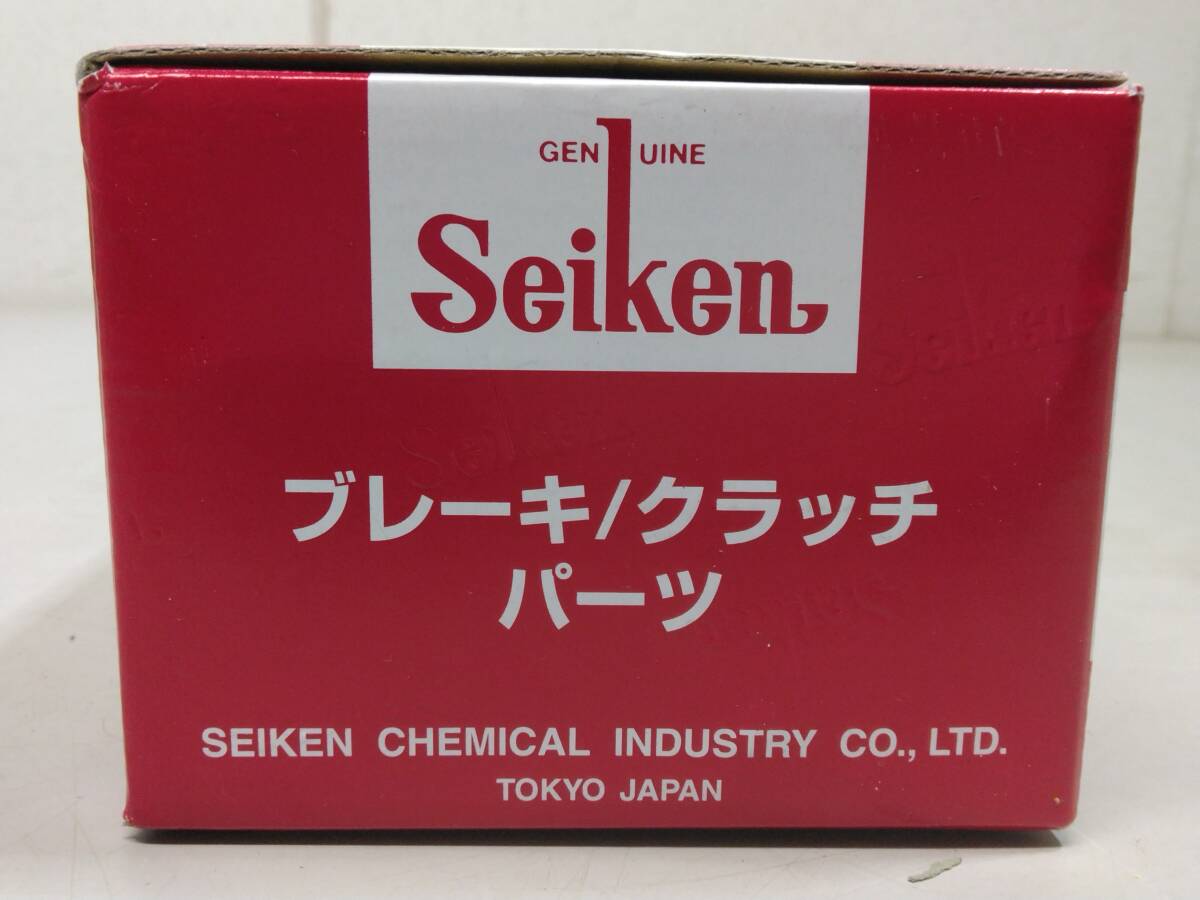 GENUINE
Seiken
ブレーキ/クラッチ
パーツ
SEIKEN CHEMICAL INDUSTRY CO., LTD.
TOKYO JAPAN